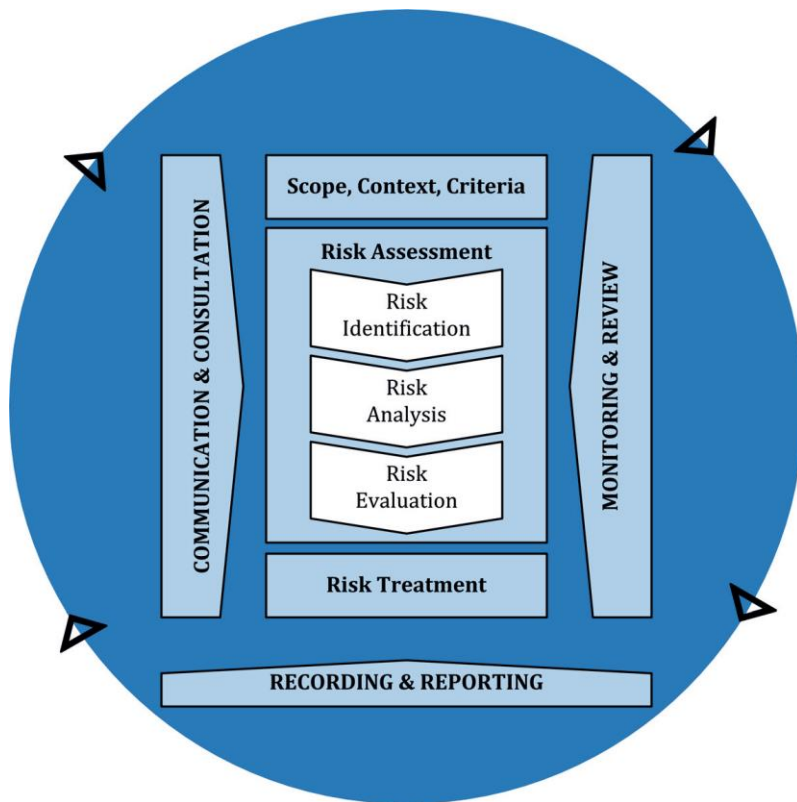 Scope, Context, Criteria
Risk Assessment
Risk
Identification
Risk
Analysis
Risk
Evaluation
Risk Treatment
COMMUNICATION & CONSULTATION
MONITORING & REVIEW
RECORDING & REPORTING